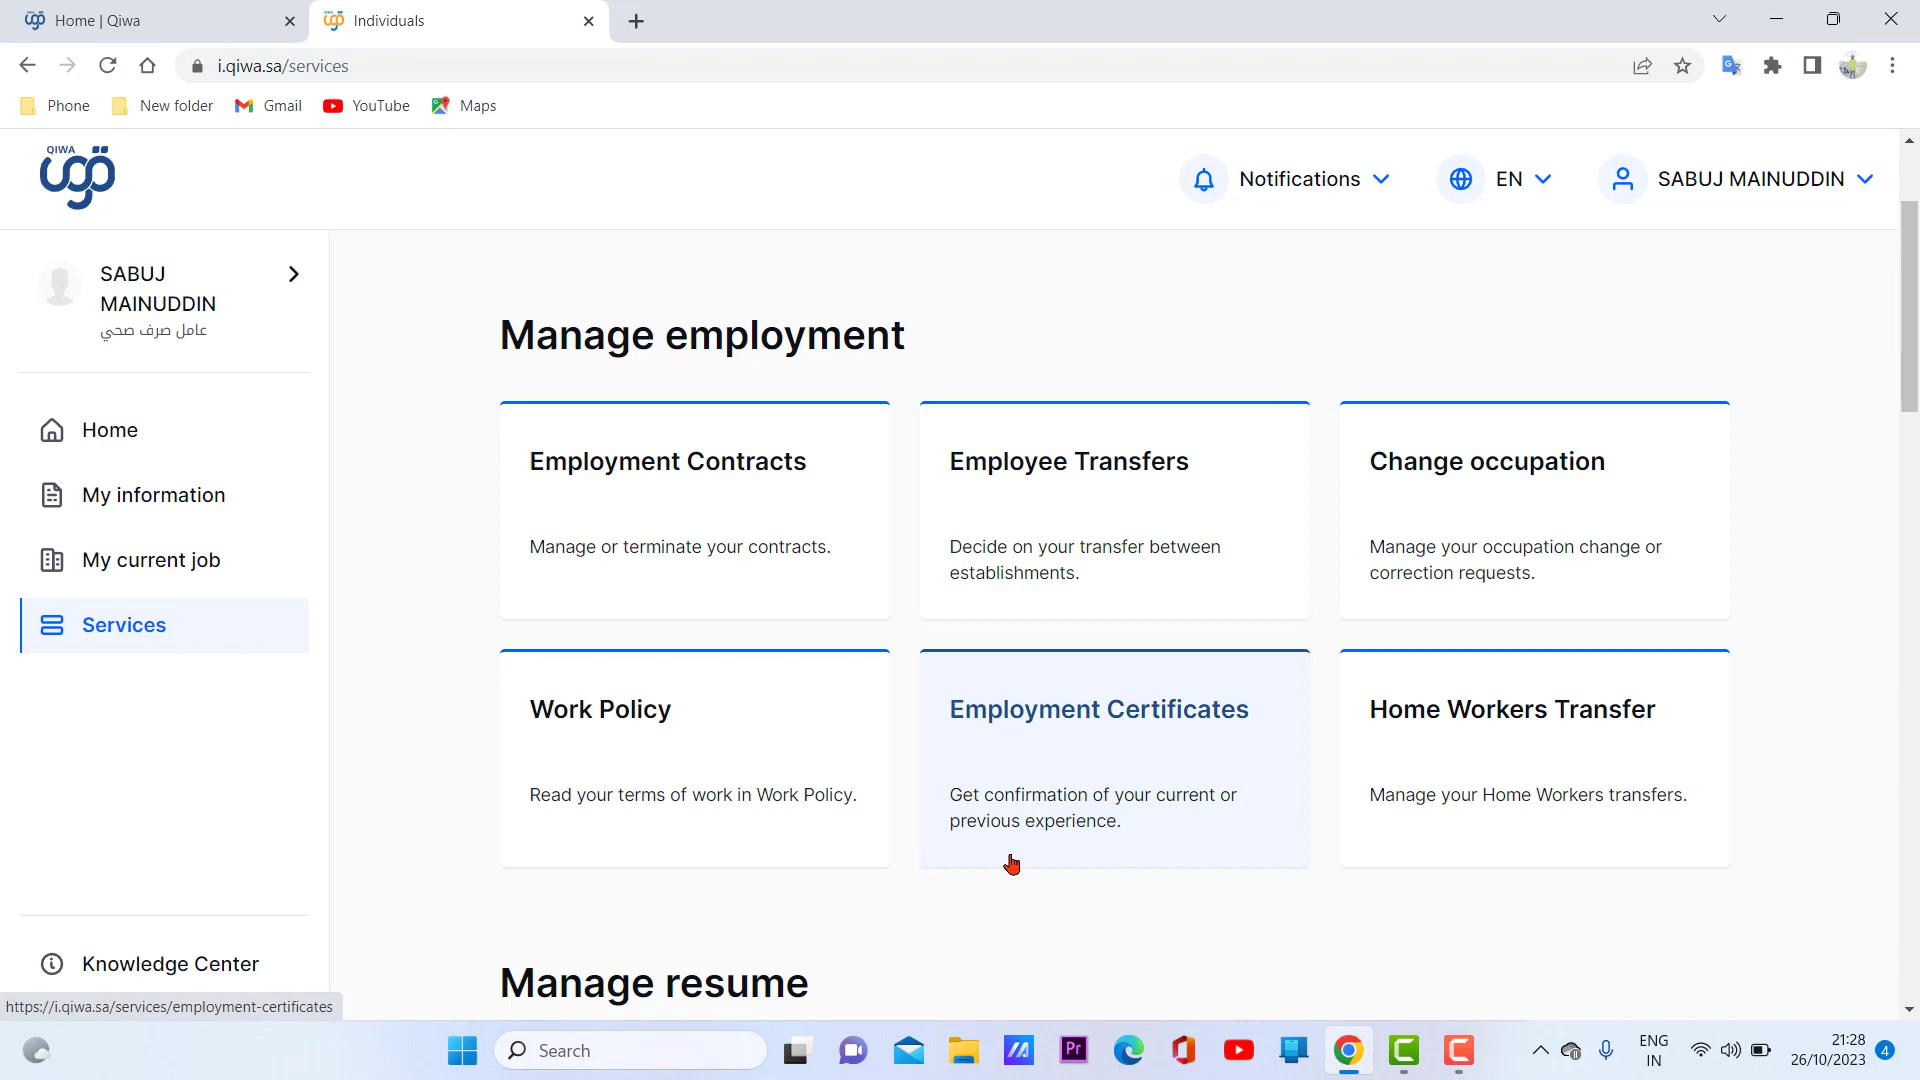 Home | Qiwa
Individuals
i.qiwa.sa/services
Phone
New folder
Gmail
YouTube
Maps
QIWA
Notifications
EN
SABUJ MAINUDDIN
SABUJ
MAINUDDIN
عامل صرف صحي
Home
My information
My current job
Services
Knowledge Center
Manage employment
Employment Contracts
Manage or terminate your contracts.
Employee Transfers
Decide on your transfer between
establishments.
Change occupation
Manage your occupation change or
correction requests.
Work Policy
Read your terms of work in Work Policy.
Employment Certificates
Get confirmation of your current or
previous experience.
Home Workers Transfer
Manage your Home Workers transfers.
Manage resume
https://i.qiwa.sa/services/employment-certificates
Search
Pr
ENG
IN
21:28
26/10/2023
4